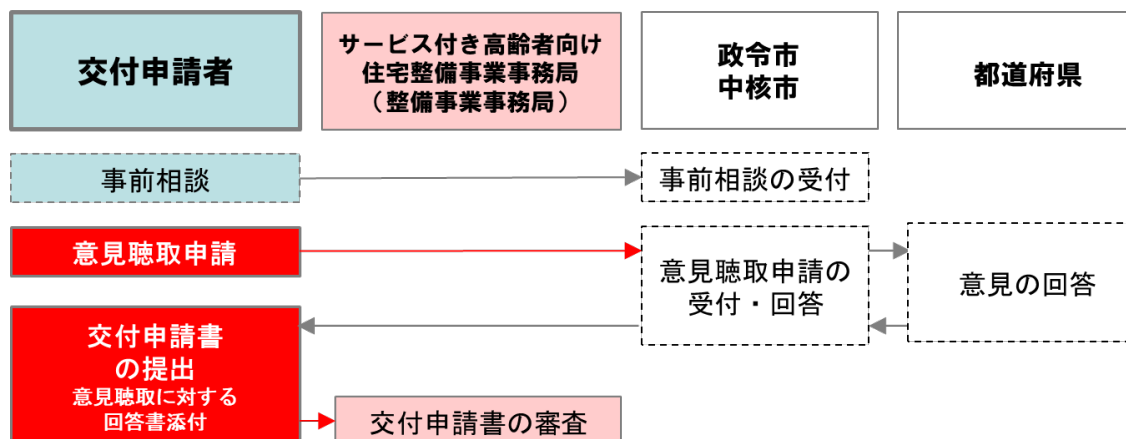 交付申請者
サービス付き高齢者向け
住宅整備事業事務局
（整備事業事務局）
政令市
中核市
都道府県
事前相談
事前相談の受付
意見聴取申請
意見聴取申請の
受付・回答
意見の回答
交付申請書
の提出
意見聴取に対する
回答書添付
交付申請書の審査